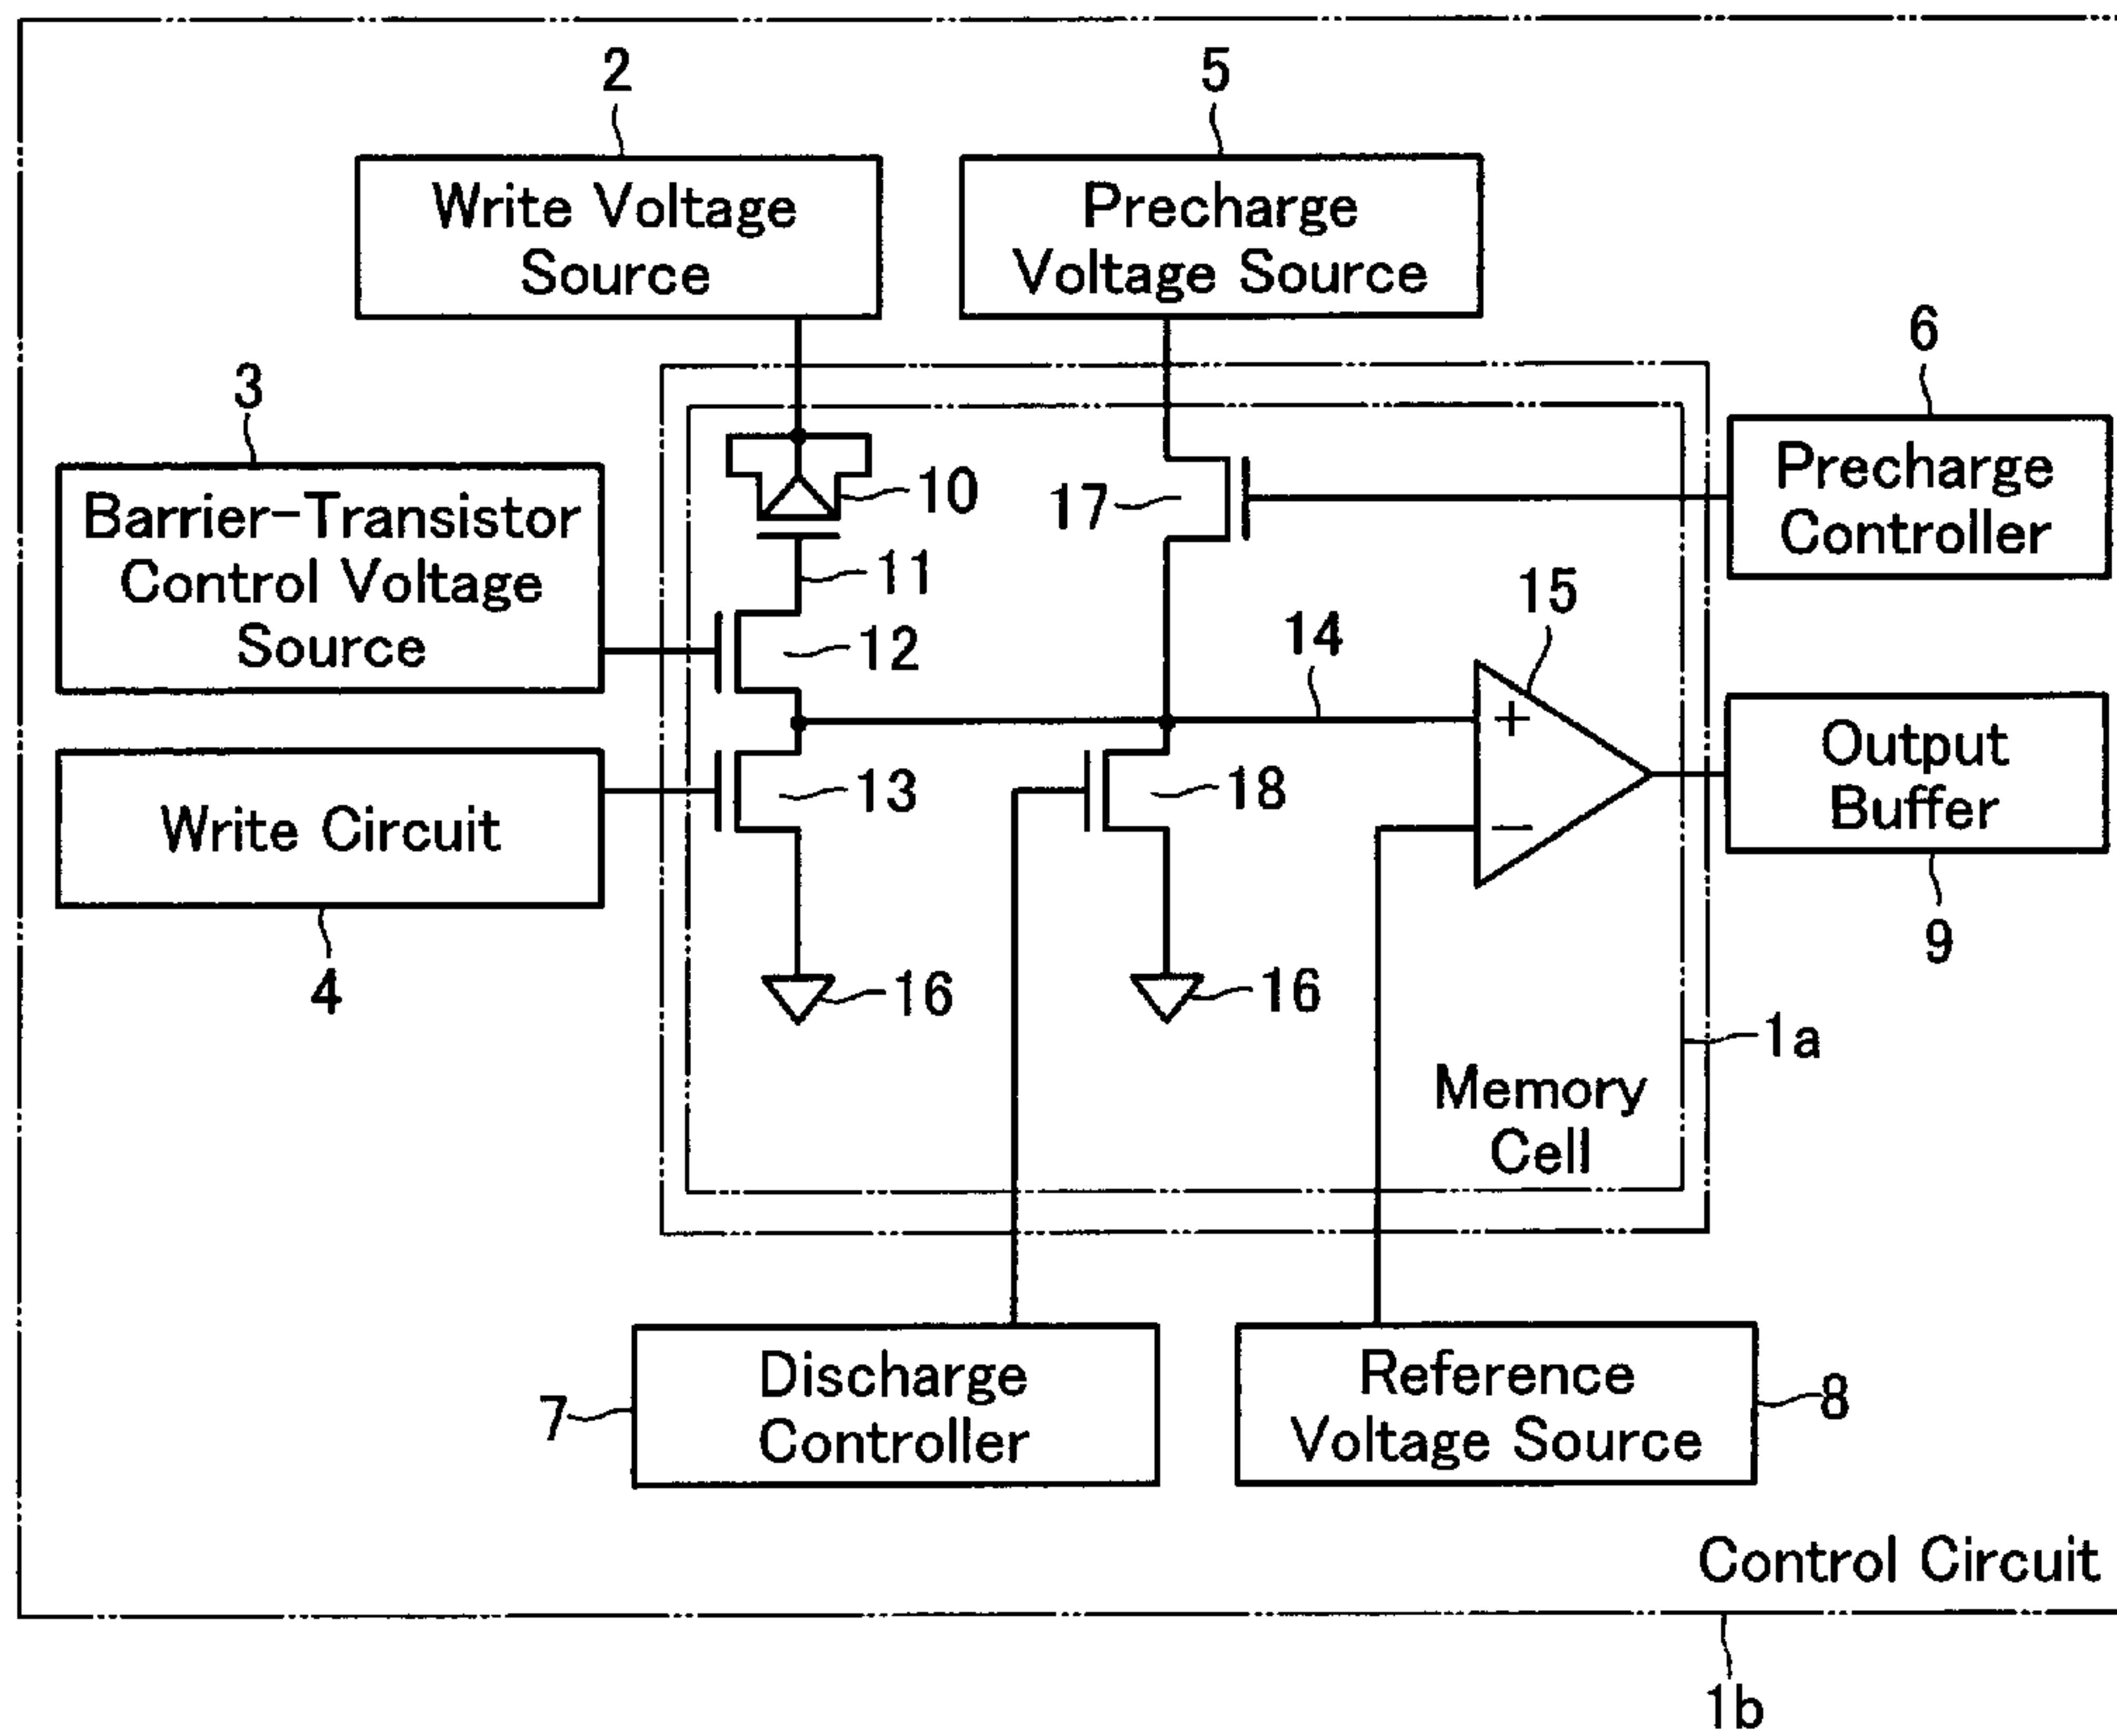 2
5
Write Voltage
Source
Precharge
Voltage Source
6
3
Precharge
Controller
Barrier-Transistor
Control Voltage
Source
10
17
11
15
12
14
+
Output
Buffer
13
18
−
Write Circuit
9
4
16
16
1a
Memory
Cell
Discharge
Controller
7
Reference
Voltage Source
8
Control Circuit
1b